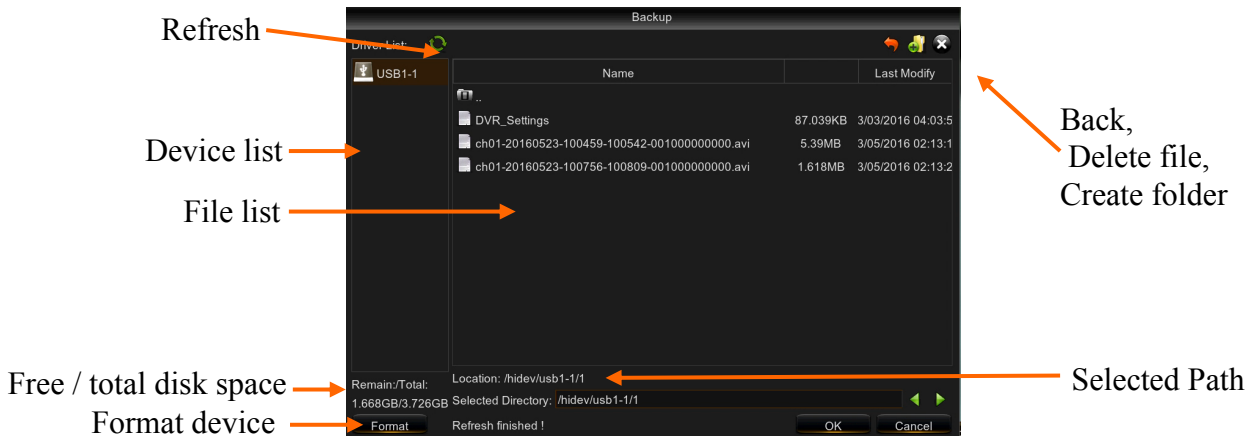 Backup
Refresh
Driver List:
USB1-1
Name
Last Modify
..
DVR_Settings 87.039KB 3/03/2016 04:03:5
ch01-20160523-100459-100542-001000000000.avi 5.39MB 3/05/2016 02:13:1
ch01-20160523-100756-100809-001000000000.avi 1.618MB 3/05/2016 02:13:2
Back,
Delete file,
Create folder
Device list
File list
Free / total disk space
Format device
Remain:/Total:
1.668GB/3.726GB
Location: /hidev/usb1-1/1
Selected Directory: /hidev/usb1-1/1
Selected Path
Format
Refresh finished !
OK
Cancel